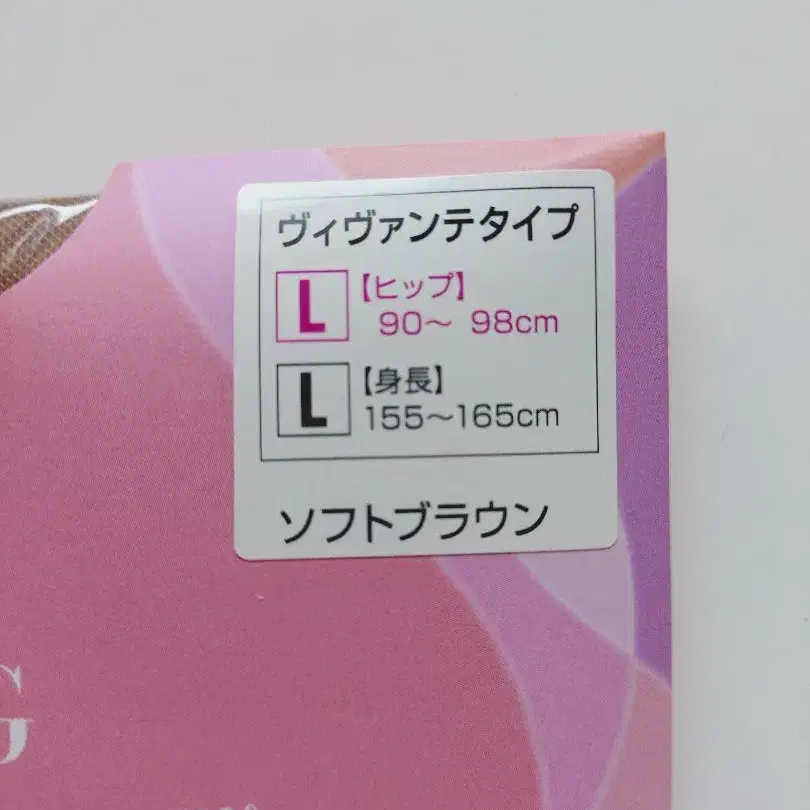 ヴィヴァンテタイプ
L 【ヒップ】
90〜 98cm
L 【身長】
155〜165cm
ソフトブラウン
G